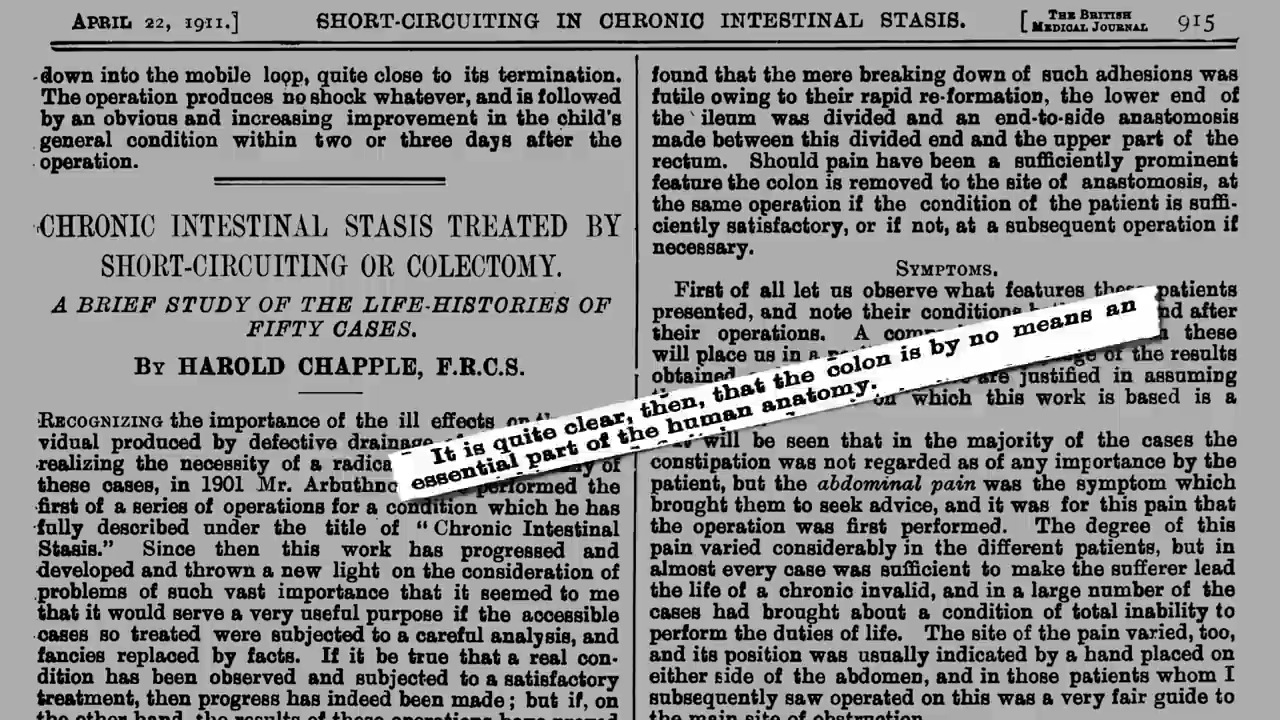 APRIL 22, 1911.] SHORT-CIRCUITING IN CHRONIC INTESTINAL STASIS. [THE BRITISH MEDICAL JOURNAL 915
down into the mobile loop, quite close to its termination.
The operation produces no shock whatever, and is followed
by an obvious and increasing improvement in the child's
general condition within two or three days after the
operation.
CHRONIC INTESTINAL STASIS TREATED BY
SHORT-CIRCUITING OR COLECTOMY.
A BRIEF STUDY OF THE LIFE-HISTORIES OF
FIFTY CASES.
BY HAROLD CHAPPLE, F.R.C.S.
RECOGNIZING the importance of the ill effects
vidual produced by defective drainage
realizing the necessity of a radica
these cases, in 1901 Mr. Arbuthno performed the
first of a series of operations for a condition which he has
fully described under the title of "Chronic Intestinal
Stasis." Since then this work has progressed and
developed and thrown a new light on the consideration of
problems of such vast importance that it seemed to me
that it would serve a very useful purpose if the accessible
cases so treated were subjected to a careful analysis, and
fancies replaced by facts. If it be true that a real con-
dition has been observed and subjected to a satisfactory
treatment, then progress has indeed been made; but if, on
the other hand, the results of these operations have proved
It is quite clear, then, that the colon is by no means an
essential part of the human anatomy.
found that the mere breaking down of such adhesions was
futile owing to their rapid re-formation, the lower end of
the ileum was divided and an end-to-side anastomosis
made between this divided end and the upper part of the
rectum. Should pain have been a sufficiently prominent
feature the colon is removed to the site of anastomosis, at
the same operation if the condition of the patient is suffi-
ciently satisfactory, or if not, at a subsequent operation if
necessary.
SYMPTOMS.
First of all let us observe what features these patients
presented, and note their conditions nd after
their operations. A com these
will place us in a of the results
obtained are justified in assuming
which this work is based is a
will be seen that in the majority of cases the
constipation was not regarded as of any importance by the
patient, but the abdominal pain was the symptom which
brought them to seek advice, and it was for this pain that
the operation was first performed. The degree of this
pain varied considerably in the different patients, but in
almost every case was sufficient to make the sufferer lead
the life of a chronic invalid, and in a large number of the
cases had brought about a condition of total inability to
perform the duties of life. The site of the pain varied, too,
and its position was usually indicated by a hand placed on
either side of the abdomen, and in those patients whom I
subsequently saw operated on this was a very fair guide to
the main site of obstruction.